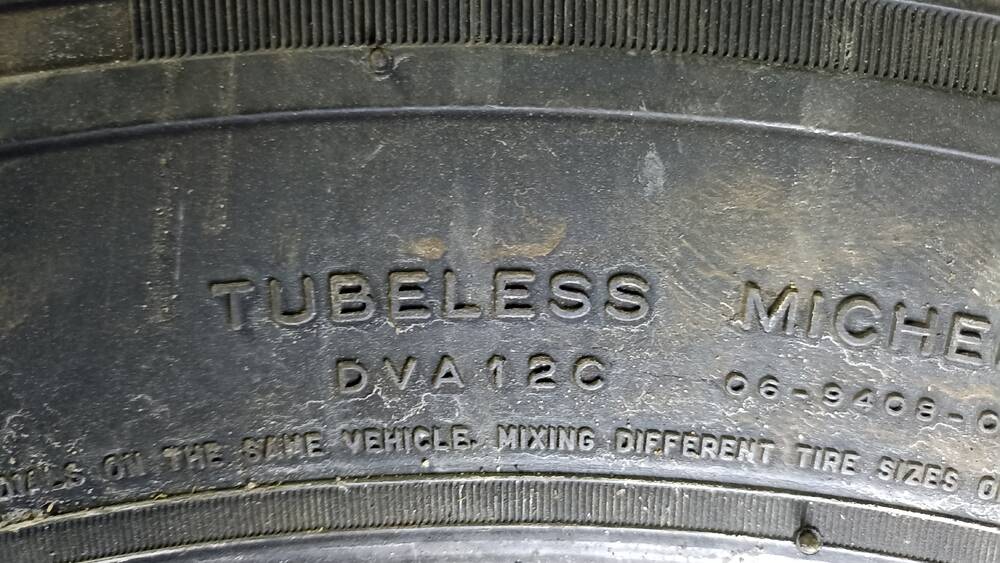 TUBELESS MICHE
DVA12C 06-9408-0
ON THE SAME VEHICLE. MIXING DIFFERENT TIRE SIZES